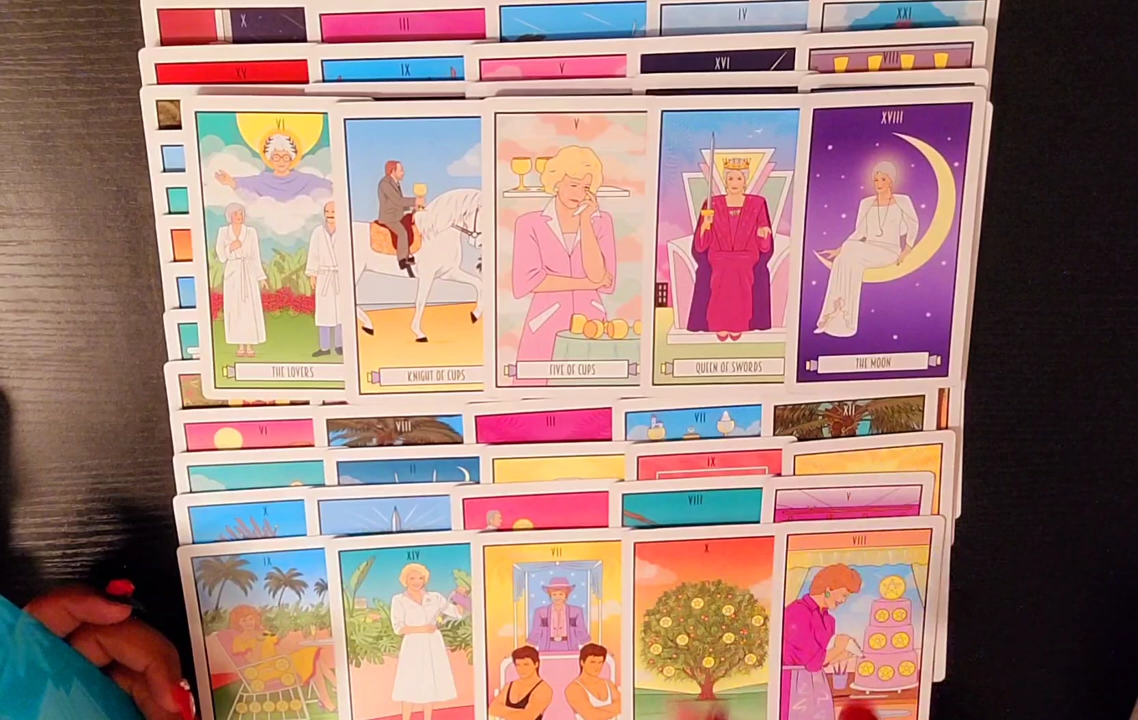 X
III
IV
XXI
XV
IX
V
XVI
VIII
VI
V
XVIII
THE LOVERS
KNIGHT OF CUPS
FIVE OF CUPS
QUEEN OF SWORDS
THE MOON
VI
VIII
III
VII
XII
II
IX
X
VIII
V
IX
XIV
VII
X
VIII